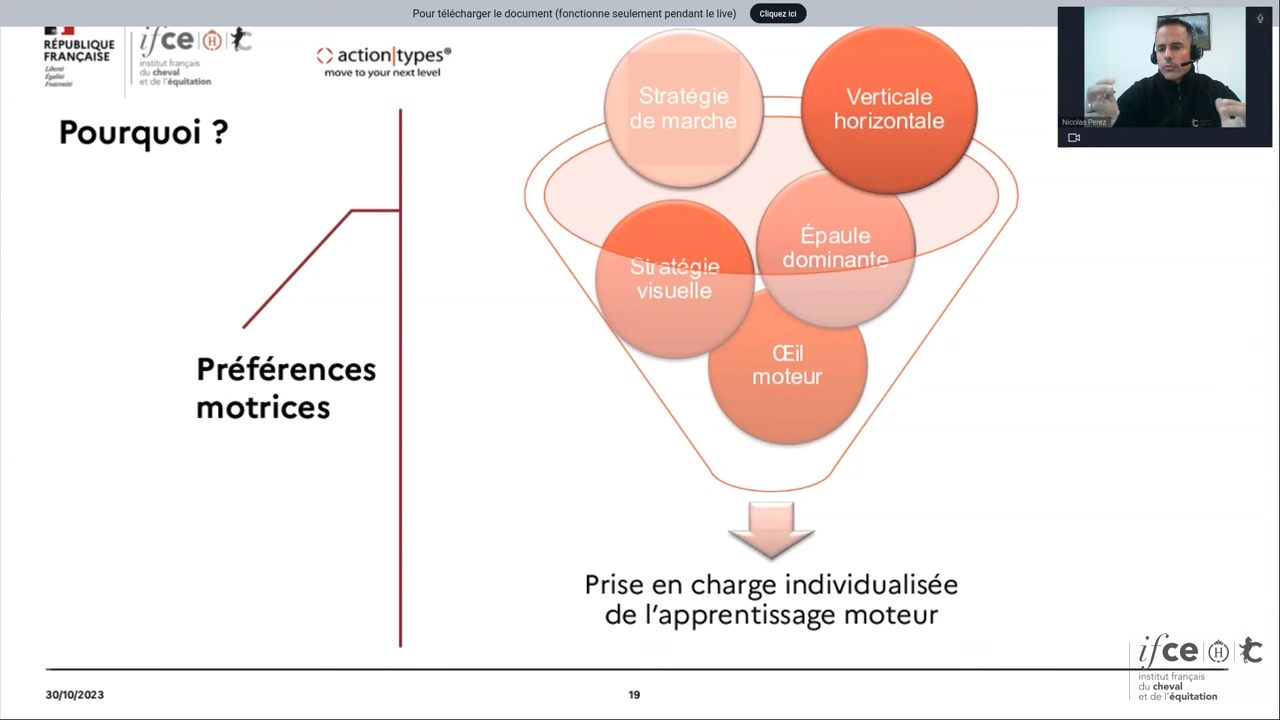 Pour télécharger le document (fonctionne seulement pendant le live)
Cliquez ici
RÉPUBLIQUE
FRANÇAISE
Liberté
Égalité
Fraternité
ifce
institut français
du cheval
et de l'équitation
action|types®
move to your next level
Nicolas Perez
Pourquoi ?
Préférences
motrices
Stratégie
de marche
Verticale
horizontale
Stratégie
visuelle
Épaule
dominante
Œil
moteur
Prise en charge individualisée
de l'apprentissage moteur
30/10/2023
19
ifce
institut français
du cheval
et de l'équitation